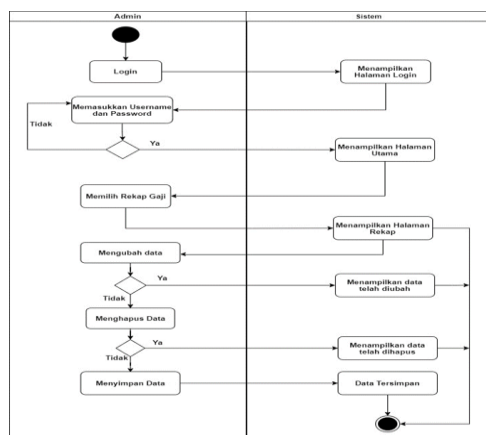 Admin
Sistem
Login
Menampilkan
Halaman Login
Memasukkan Username
dan Password
Tidak
Ya
Menampilkan Halaman
Utama
Memilih Rekap Gaji
Menampilkan Halaman
Rekap
Mengubah data
Ya
Menampilkan data
telah diubah
Tidak
Menghapus Data
Ya
Menampilkan data
telah dihapus
Tidak
Menyimpan Data
Data Tersimpan